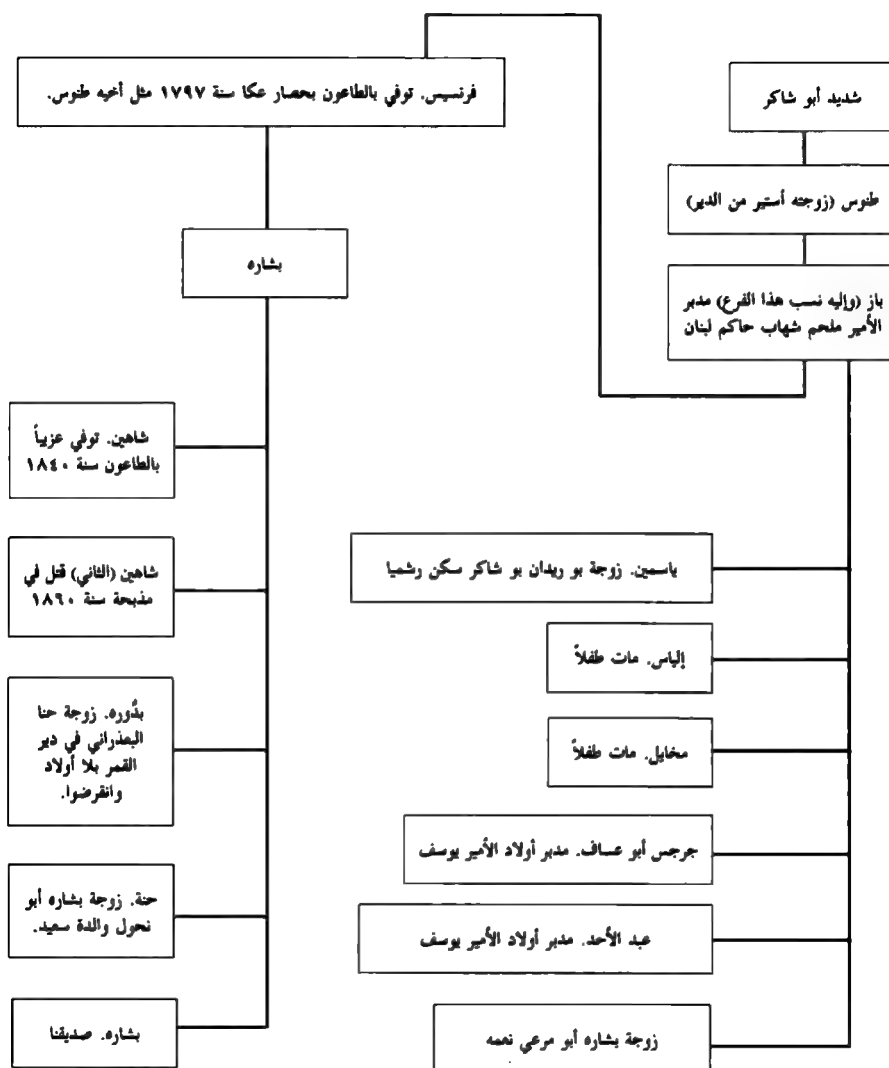 شديد أبو شاكر
طنوس (زوجته أستير من الدير)
باز (وإليه نسب هذا الفرع) مدبر
الأمير ملحم شهاب حاكم لبنان
ياسمين. زوجة بو ريدان بو شاكر سكن رشميا
إلياس. مات طفلاً
مخايل. مات طفلاً
جرجس أبو عساف. مدبر أولاد الأمير يوسف
عبد الأحد. مدبر أولاد الأمير يوسف
زوجة بشاره أبو مرعي نعمه
فرنسيس. توفي بالطاعون بحصار عكا سنة ١٧٩٧ مثل أخيه طنوس.
بشاره
شاهين. توفي عزيباً
بالطاعون سنة ١٨٤٠
شاهين (الثاني) قتل في
مذبحة سنة ١٨٦٠
بدّوره. زوجة حنا
البعذراني في دير
القمر بلا أولاد
وانقرضوا.
حنة. زوجة بشاره أبو
نحول والدة سعيد.
بشاره. صديقنا